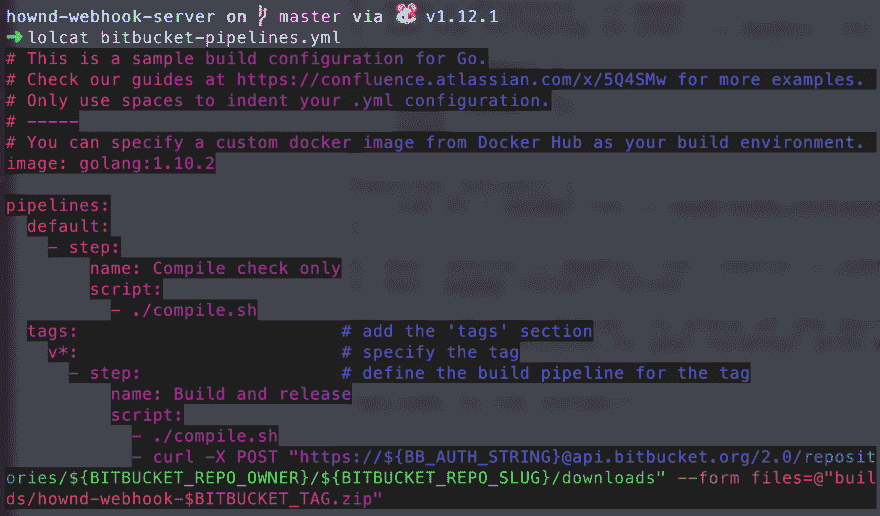 hownd-webhook-server on master via v1.12.1
➜ lolcat bitbucket-pipelines.yml
# This is a sample build configuration for Go.
# Check our guides at https://confluence.atlassian.com/x/5Q4SMw for more examples.
# Only use spaces to indent your .yml configuration.
# -----
# You can specify a custom docker image from Docker Hub as your build environment.
image: golang:1.10.2

pipelines:
  default:
    - step:
        name: Compile check only
        script:
          - ./compile.sh
  tags:                         # add the 'tags' section
    v*:                         # specify the tag
      - step:                   # define the build pipeline for the tag
          name: Build and release
          script:
            - ./compile.sh
            - curl -X POST "https://${BB_AUTH_STRING}@api.bitbucket.org/2.0/reposit
ories/${BITBUCKET_REPO_OWNER}/${BITBUCKET_REPO_SLUG}/downloads" --form files=@"buil
ds/hownd-webhook-$BITBUCKET_TAG.zip"